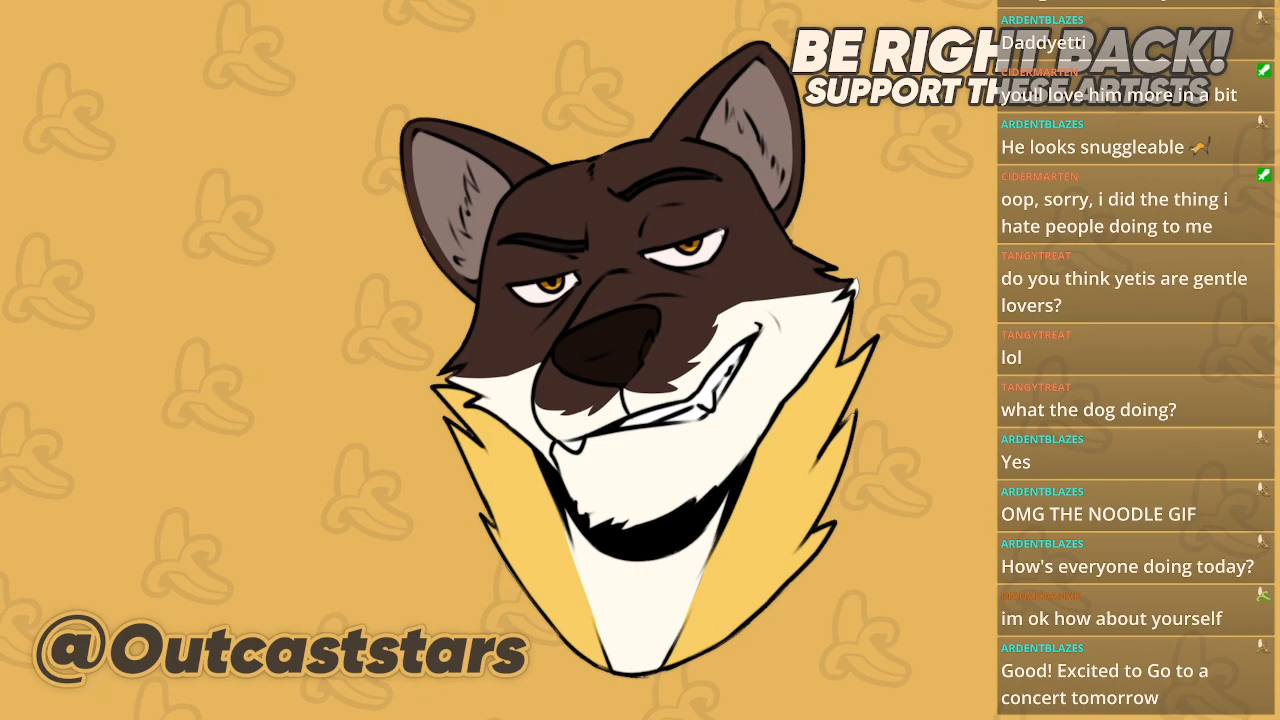 BE RIGHT BACK!
SUPPORT THESE ARTISTS
@Outcaststars
ARDENTBLAZES
Daddyetti
CIDERMARTEN
youll love him more in a bit
ARDENTBLAZES
He looks snuggleable
CIDERMARTEN
oop, sorry, i did the thing i
hate people doing to me
TANGYTREAT
do you think yetis are gentle
lovers?
TANGYTREAT
lol
TANGYTREAT
what the dog doing?
ARDENTBLAZES
Yes
ARDENTBLAZES
OMG THE NOODLE GIF
ARDENTBLAZES
How's everyone doing today?
im ok how about yourself
ARDENTBLAZES
Good! Excited to Go to a
concert tomorrow